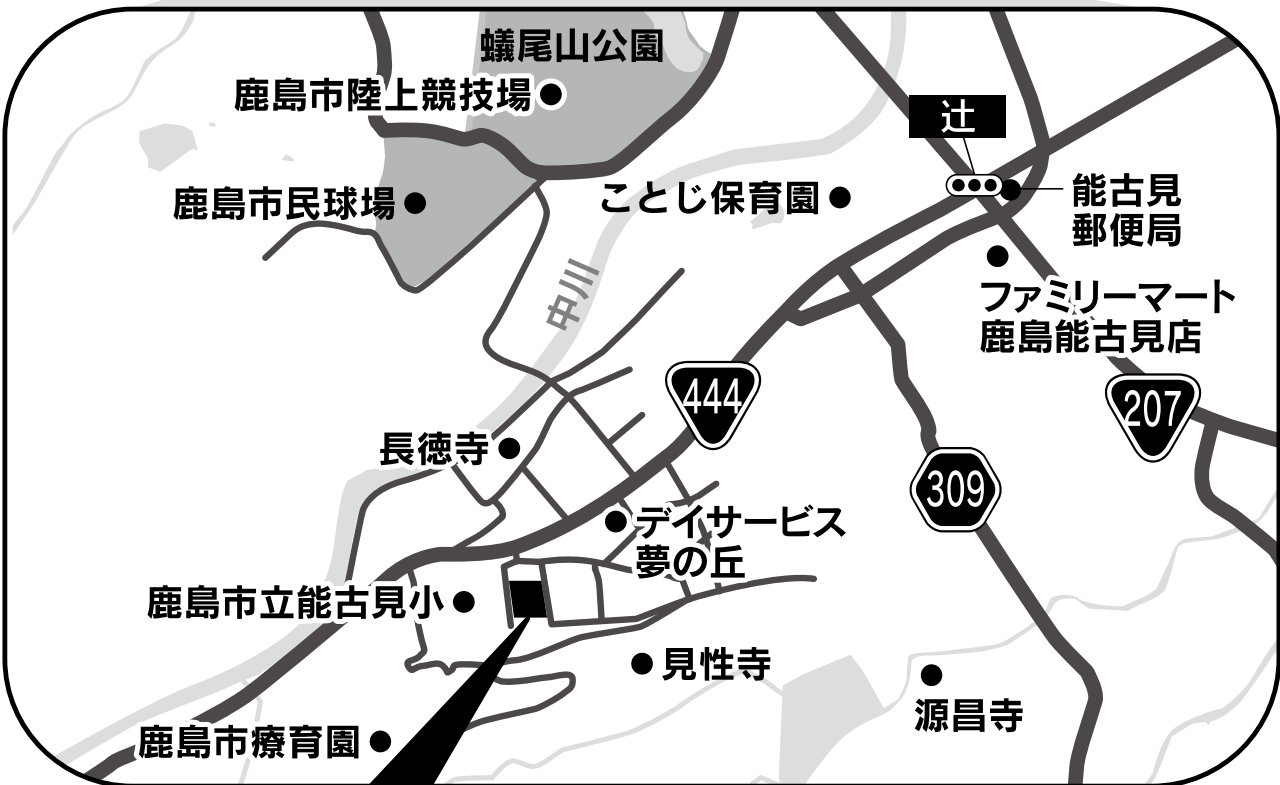 蟻尾山公園
鹿島市陸上競技場
辻
鹿島市民球場
ことじ保育園
能古見
郵便局
中川
ファミリーマート
鹿島能古見店
444
207
長徳寺
309
デイサービス
夢の丘
鹿島市立能古見小
見性寺
源昌寺
鹿島市療育園